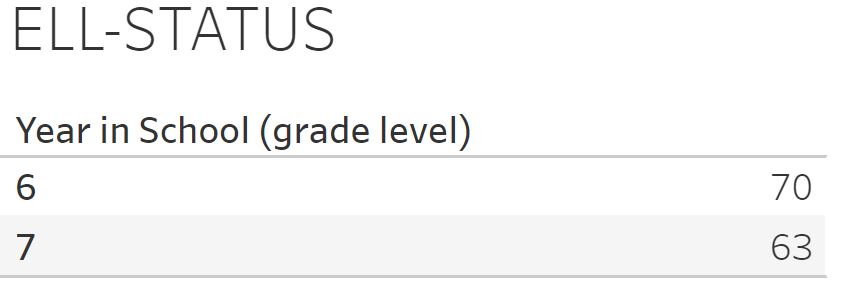 ELL-STATUS
Year in School (grade level)
6 70
7 63